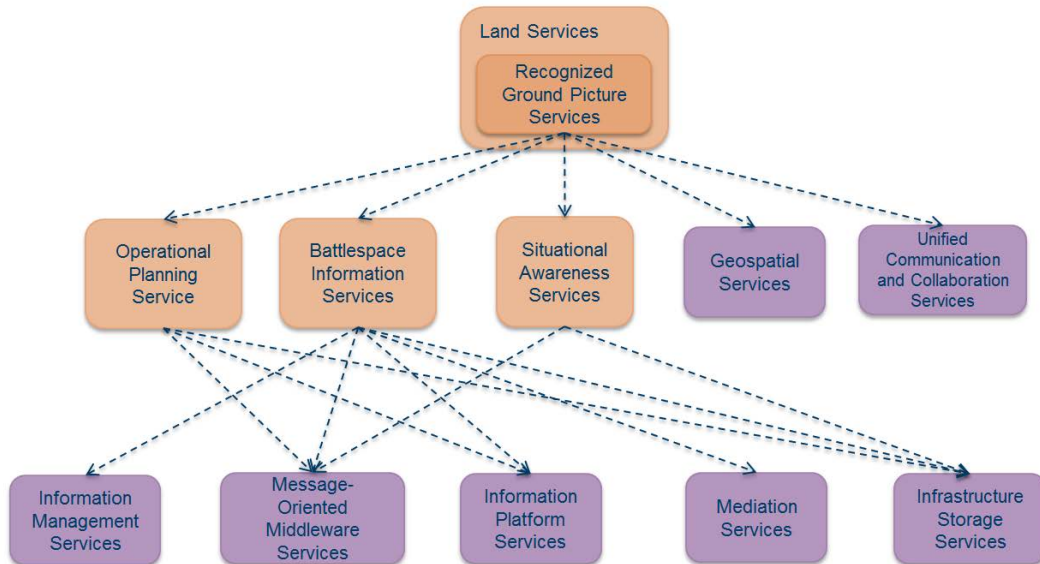 Land Services
Recognized
Ground Picture
Services
Operational
Planning
Service
Battlespace
Information
Services
Situational
Awareness
Services
Geospatial
Services
Unified
Communication
and Collaboration
Services
Information
Management
Services
Message-
Oriented
Middleware
Services
Information
Platform
Services
Mediation
Services
Infrastructure
Storage
Services